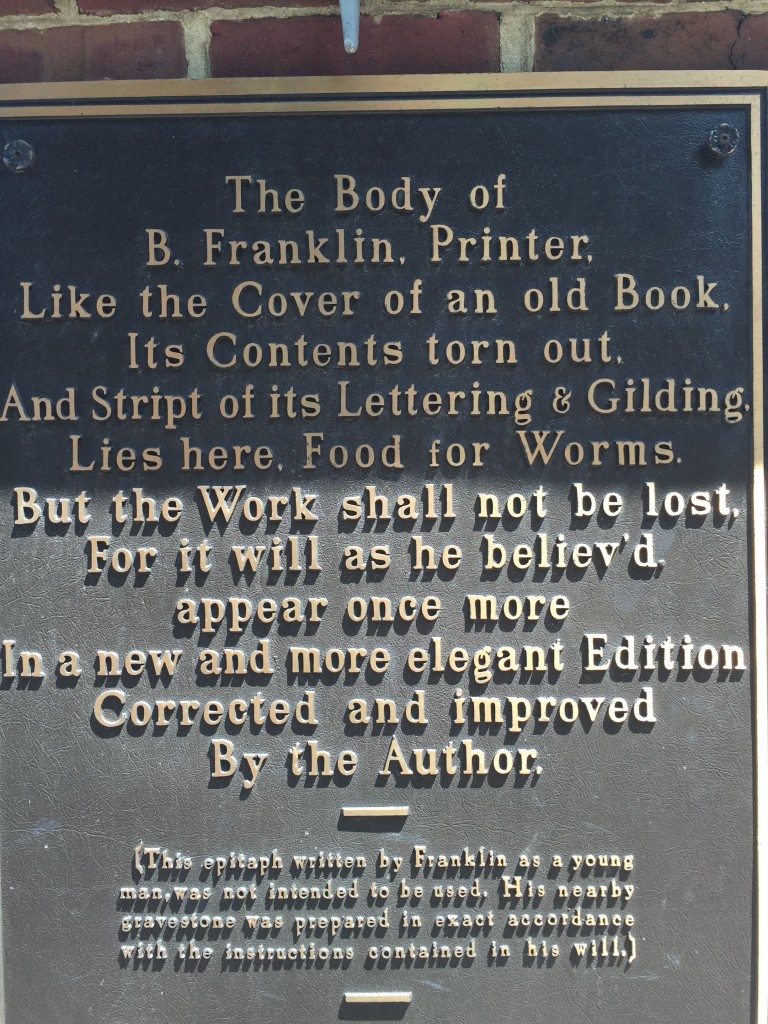 The Body of
B. Franklin, Printer,
Like the Cover of an old Book,
Its Contents torn out,
And Stript of its Lettering & Gilding,
Lies here, Food for Worms.
But the Work shall not be lost,
For it will as he believ'd,
appear once more
In a new and more elegant Edition
Corrected and improved
By the Author.
(This epitaph written by Franklin as a young
man, was not intended to be used. His nearby
gravestone was prepared in exact accordance
with the instructions contained in his will.)